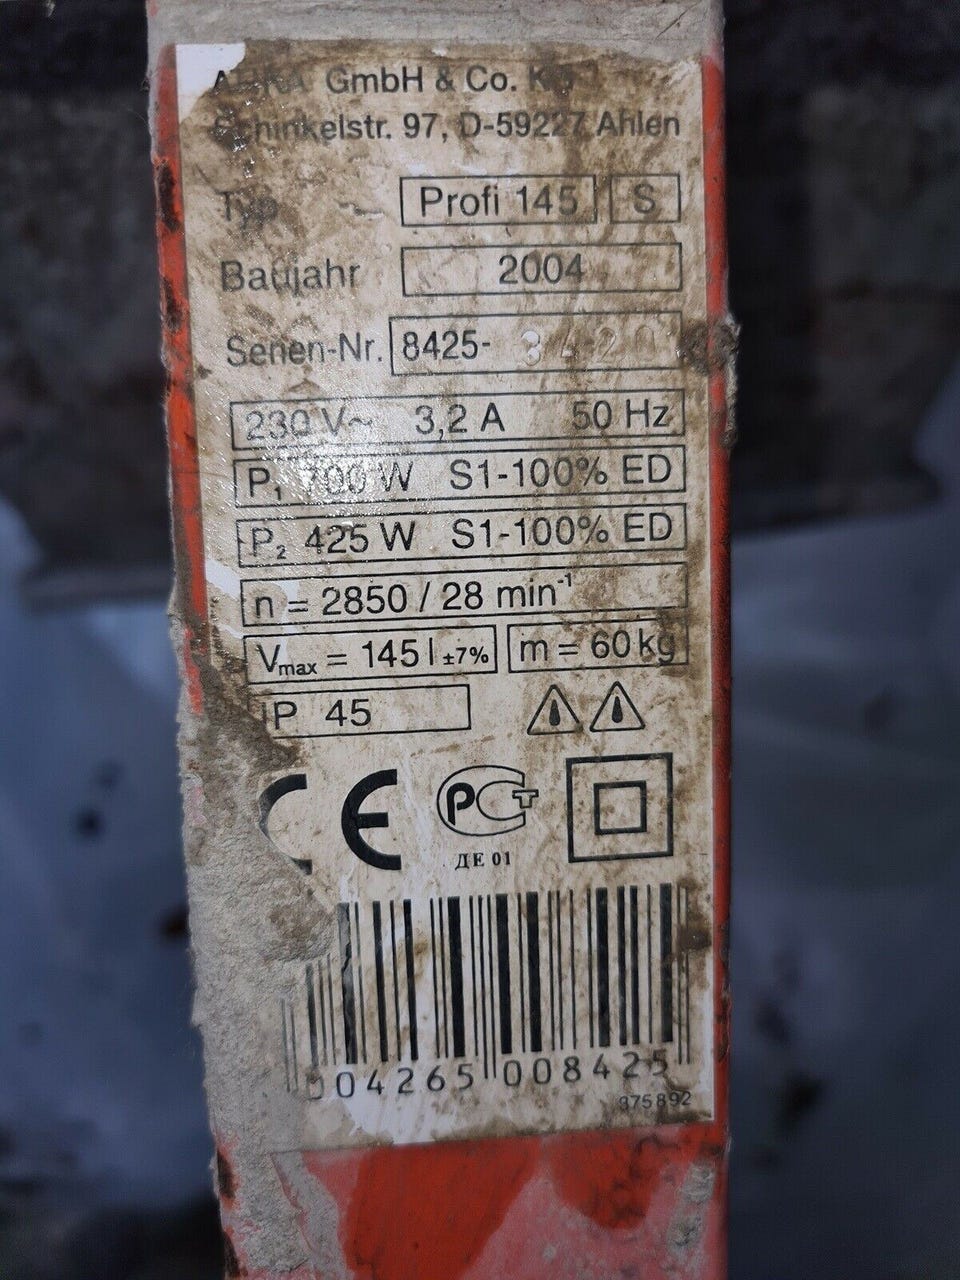 GmbH & Co.
Schinkelstr. 97, D-59227 Ahlen
Typ Profi 145 S
Baujahr 2004
Serien-Nr. 8425-
230 V~ 3,2 A 50 Hz
P₁ 700 W S1-100% ED
P₂ 425 W S1-100% ED
n = 2850 / 28 min⁻¹
Vmax = 145 l ±7% m = 60 kg
IP 45
CE РСТ
ДЕ 01
04265 008425
975892